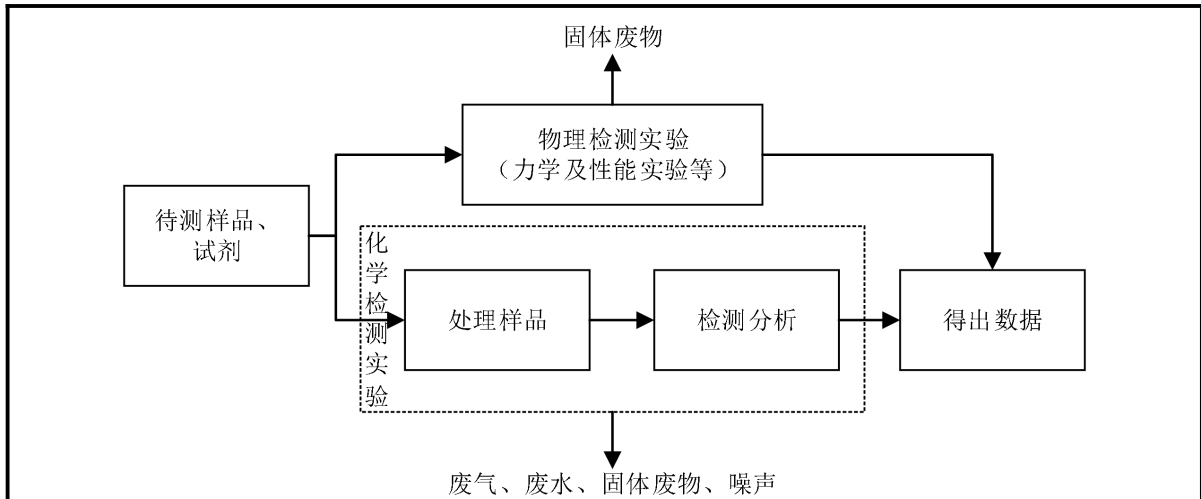 固体废物
物理检测实验
（力学及性能实验等）
待测样品、
试剂
化
学
检
测
实
验
处理样品
检测分析
得出数据
废气、废水、固体废物、噪声